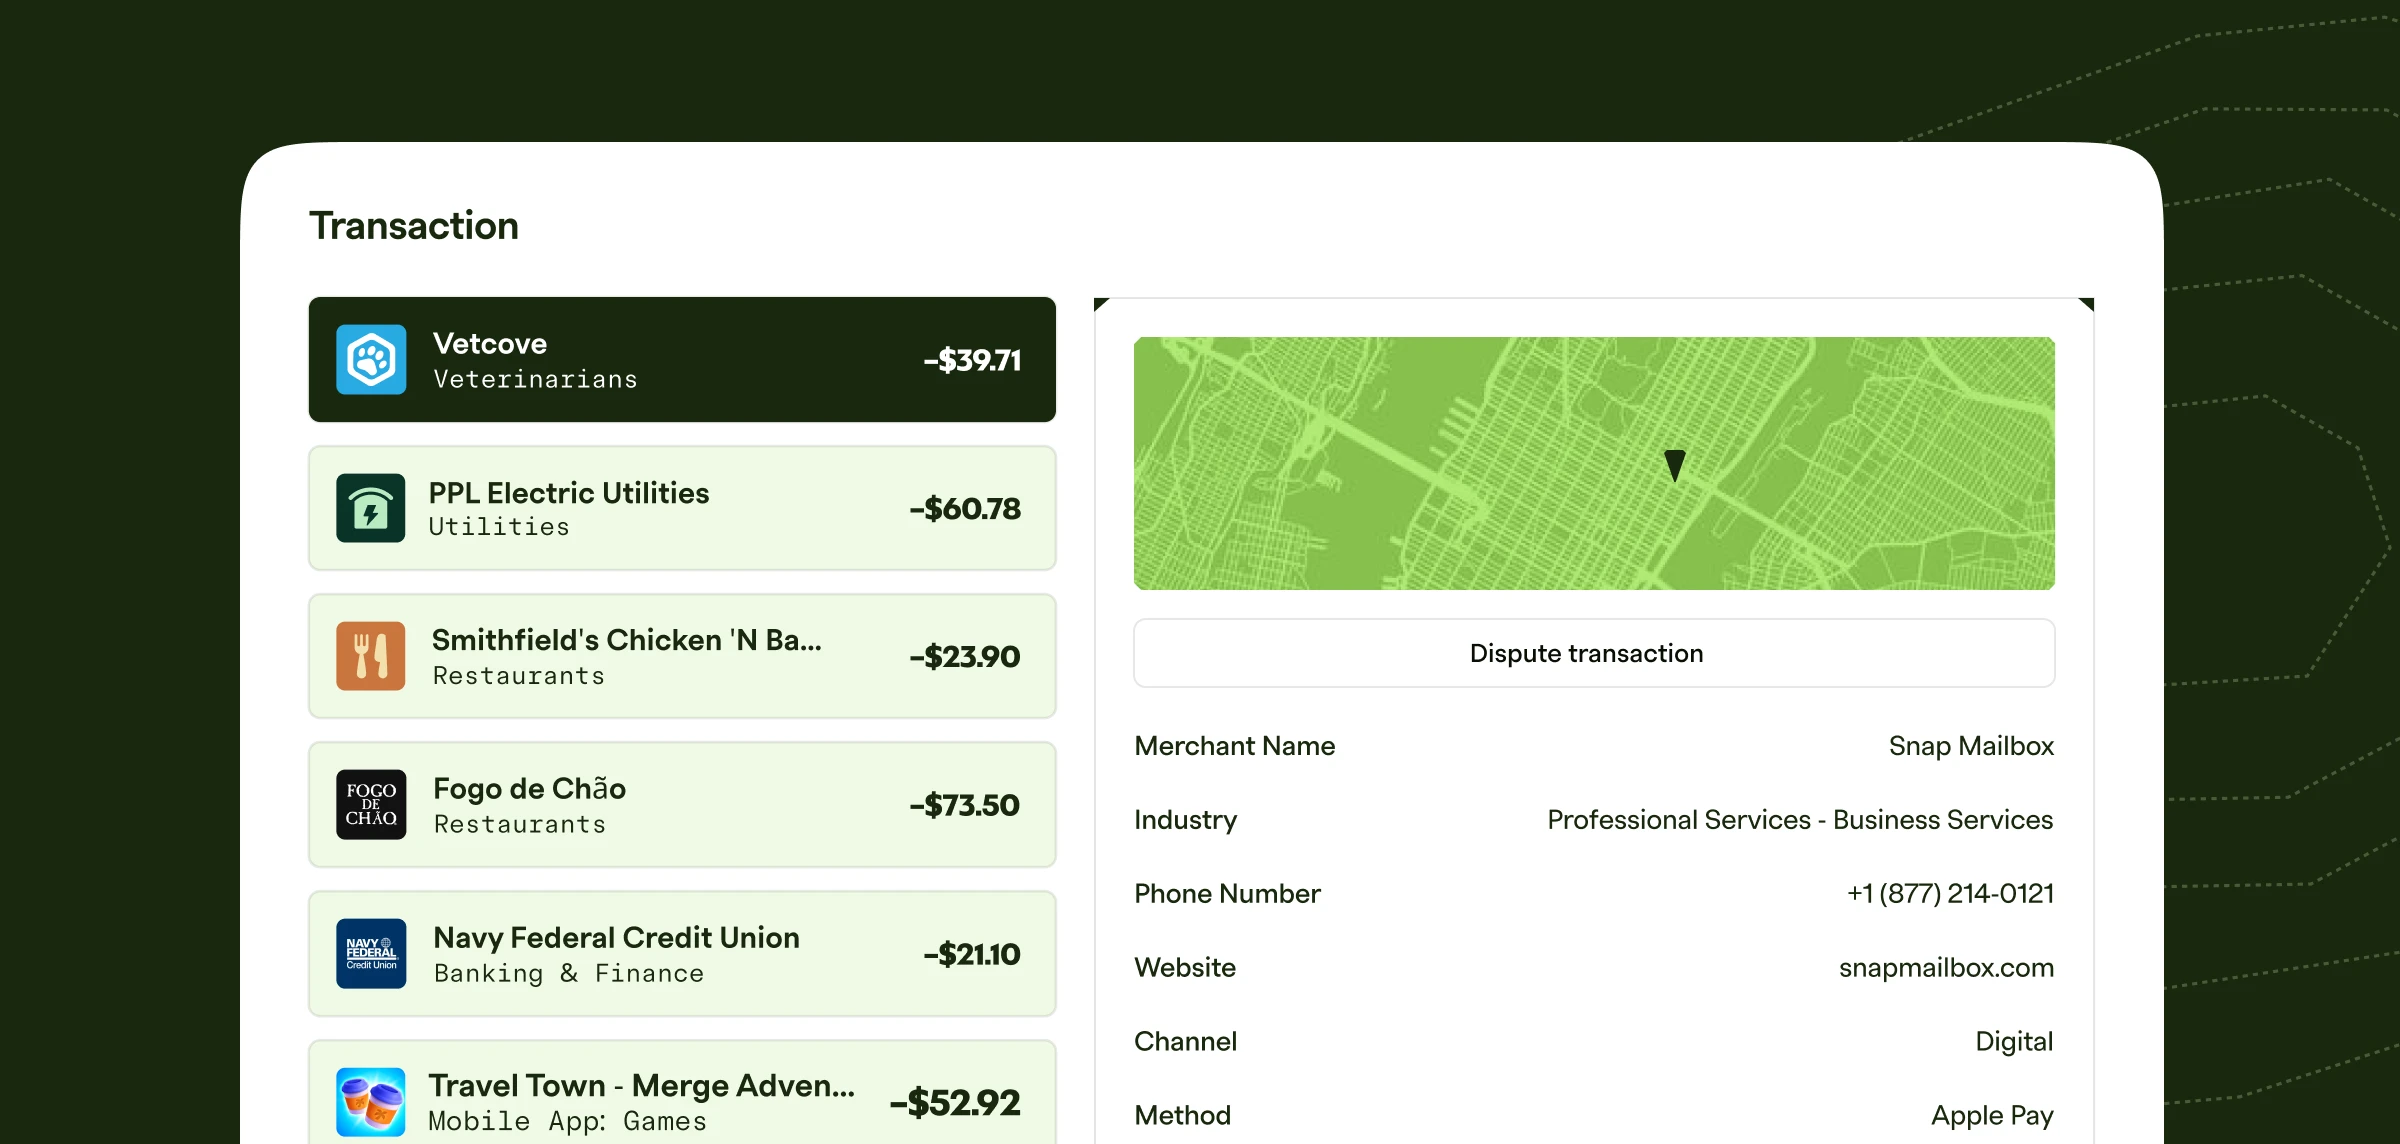 Transaction
Vetcove
Veterinarians
-$39.71
PPL Electric Utilities
Utilities
-$60.78
Smithfield's Chicken 'N Ba...
Restaurants
-$23.90
FOGO
DE
CHÃO
Fogo de Chão
Restaurants
-$73.50
NAVY
FEDERAL
Credit Union
Navy Federal Credit Union
Banking & Finance
-$21.10
Travel Town - Merge Adven...
Mobile App: Games
-$52.92
Dispute transaction
Merchant Name Snap Mailbox
Industry Professional Services - Business Services
Phone Number +1 (877) 214-0121
Website snapmailbox.com
Channel Digital
Method Apple Pay